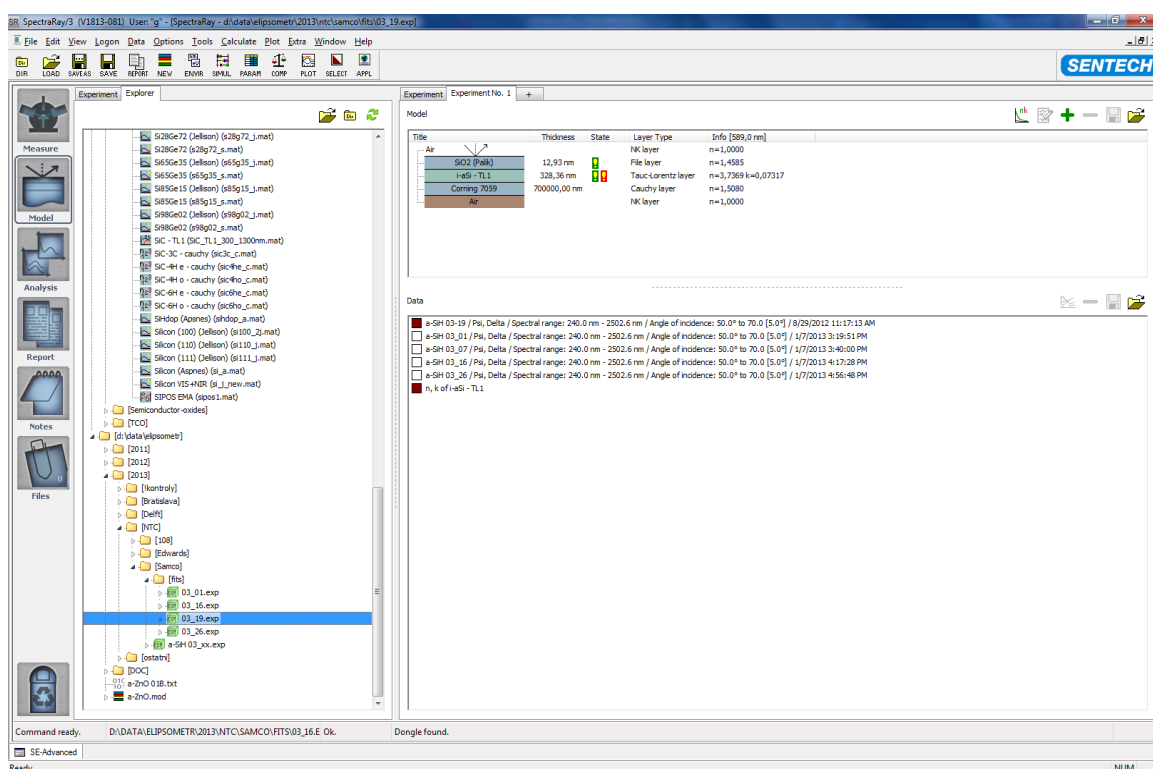 SR SpectraRay/3 (V1813-081) User: "g" - [SpectraRay - d:\data\elipsometr\2013\ntc\samco\fits\03_19.exp]
File Edit View Logon Data Options Tools Calculate Plot Extra Window Help
DIR LOAD SAVEAS SAVE REPORT NEW ENVIR SIMUL PARAM COMP PLOT SELECT APPL
SENTECH
Measure
Model
Analysis
Report
Notes
Files
Experiment Explorer
Dir
Si28Ge72 (Jellison) (s28g72_j.mat)
Si28Ge72 (s28g72_s.mat)
Si65Ge35 (Jellison) (s65g35_j.mat)
Si65Ge35 (s65g35_s.mat)
Si85Ge15 (Jellison) (s85g15_j.mat)
Si85Ge15 (s85g15_s.mat)
Si98Ge02 (Jellison) (s98g02_j.mat)
Si98Ge02 (s98g02_s.mat)
SiC - TL1 (SiC_TL1_300_1300nm.mat)
SiC-3C - cauchy (sic3c_c.mat)
SiC-4H e - cauchy (sic4he_c.mat)
SiC-4H o - cauchy (sic4ho_c.mat)
SiC-6H e - cauchy (sic6he_c.mat)
SiC-6H o - cauchy (sic6ho_c.mat)
SiHdop (Apsnes) (sihdop_a.mat)
Silicon (100) (Jellison) (si100_2j.mat)
Silicon (110) (Jellison) (si110_j.mat)
Silicon (111) (Jellison) (si111_j.mat)
Silicon (Aspnes) (si_a.mat)
Silicon VIS+NIR (si_j_new.mat)
SIPOS EMA (sipos1.mat)
[Semiconductor-oxides]
[TCO]
[d:\data\elipsometr]
[2011]
[2012]
[2013]
[!kontroly]
[Bratislava]
[Delft]
[NTC]
[108]
[Edwards]
[Samco]
[fits]
03_01.exp
03_16.exp
03_19.exp
03_26.exp
a-SiH 03_xx.exp
[ostatni]
[DOC]
a-ZnO 01B.txt
a-ZnO.mod
Experiment Experiment No. 1 +
Model
nk
Title Thickness State Layer Type Info [589,0 nm]
Air NK layer n=1,0000
SiO2 (Palik) 12,93 nm File layer n=1,4585
i-aSi - TL1 328,36 nm Tauc-Lorentz layer n=3,7369 k=0,07317
Corning 7059 700000,00 nm Cauchy layer n=1,5080
Air NK layer n=1,0000
Data
a-SiH 03-19 / Psi, Delta / Spectral range: 240.0 nm - 2502.6 nm / Angle of incidence: 50.0° to 70.0 [5.0°] / 8/29/2012 11:17:13 AM
a-SiH 03_01 / Psi, Delta / Spectral range: 240.0 nm - 2502.6 nm / Angle of incidence: 50.0° to 70.0 [5.0°] / 1/7/2013 3:19:51 PM
a-SiH 03_07 / Psi, Delta / Spectral range: 240.0 nm - 2502.6 nm / Angle of incidence: 50.0° to 70.0 [5.0°] / 1/7/2013 3:40:00 PM
a-SiH 03_16 / Psi, Delta / Spectral range: 240.0 nm - 2502.6 nm / Angle of incidence: 50.0° to 70.0 [5.0°] / 1/7/2013 4:17:28 PM
a-SiH 03_26 / Psi, Delta / Spectral range: 240.0 nm - 2502.6 nm / Angle of incidence: 50.0° to 70.0 [5.0°] / 1/7/2013 4:56:48 PM
n, k of i-aSi - TL1
Command ready. D:\DATA\ELIPSOMETR\2013\NTC\SAMCO\FITS\03_16.E Ok. Dongle found.
SE-Advanced
Ready NUM